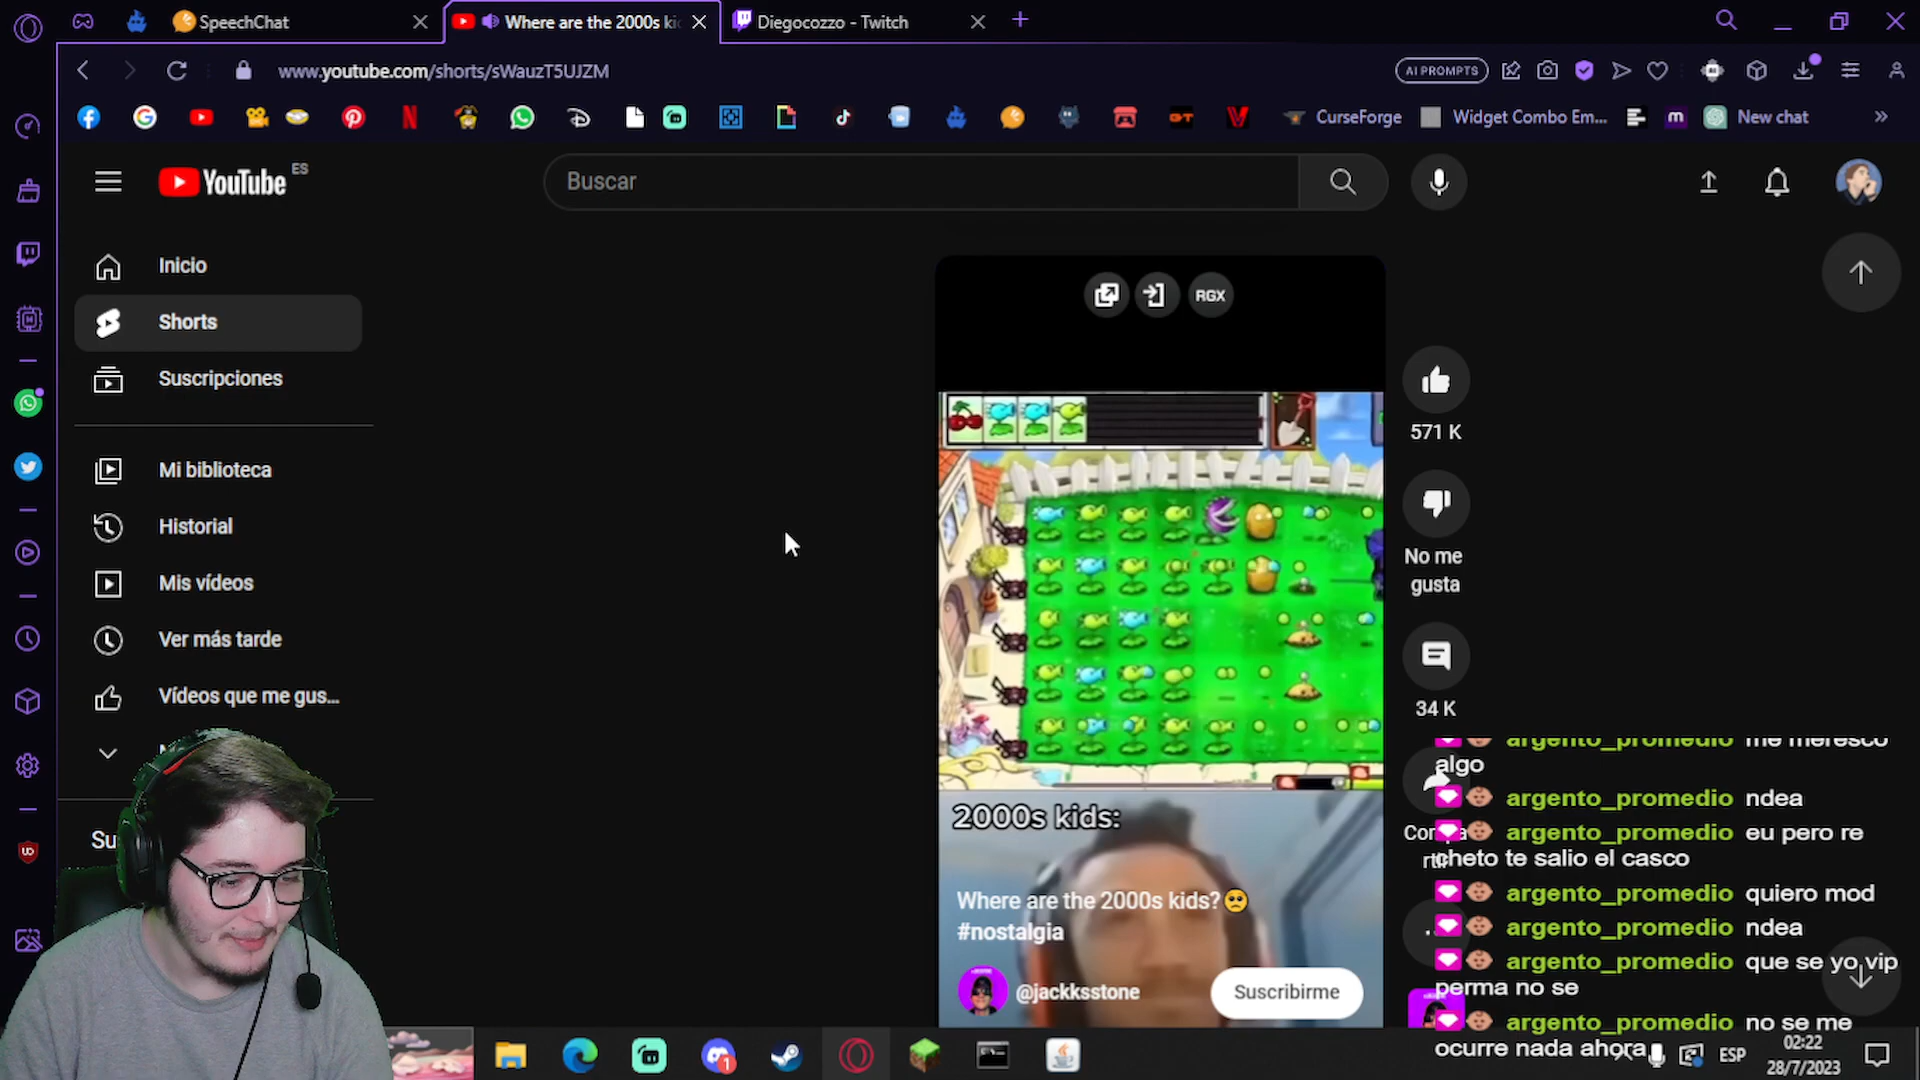 SpeechChat
Where are the 2000s ki
Diegocozzo - Twitch
www.youtube.com/shorts/sWauzT5UJZM
AI PROMPTS
CurseForge
Widget Combo Em...
New chat
YouTube ES
Buscar
Inicio
Shorts
Suscripciones
Mi biblioteca
Historial
Mis vídeos
Ver más tarde
Vídeos que me gus...
Su
RGX
571 K
No me
gusta
34 K
2000s kids:
Where are the 2000s kids?🥺
#nostalgia
@jackksstone
Suscribirme
argento_promedio me meresco
algo
argento_promedio ndea
argento_promedio eu pero re
cheto te salio el casco
argento_promedio quiero mod
argento_promedio ndea
argento_promedio que se yo vip
perma no se
argento_promedio no se me
ocurre nada ahora
ESP
02:22
28/7/2023